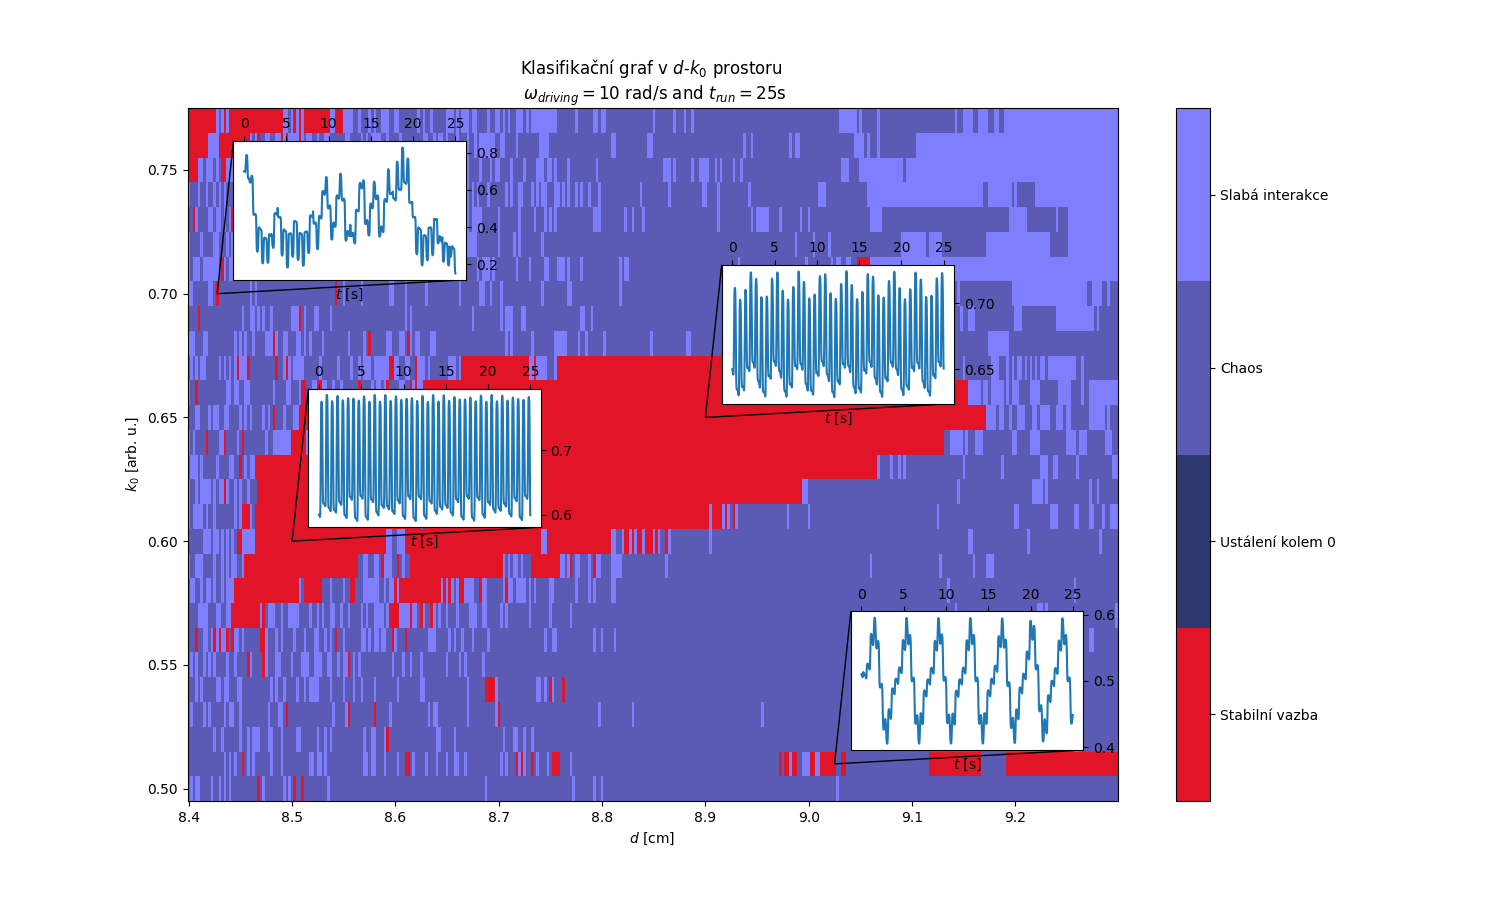 Klasifikační graf v d-k₀ prostoru
ω_driving = 10 rad/s and t_run = 25s
0 5 10 15 20 25
0.8
0.6
0.4
0.2
t [s]
0 5 10 15 20 25
0.70
0.65
t [s]
0 5 10 15 20 25
0.7
0.6
t [s]
0 5 10 15 20 25
0.6
0.5
0.4
t [s]
0.75
0.70
0.65
0.60
0.55
0.50
k₀ [arb. u.]
8.4 8.5 8.6 8.7 8.8 8.9 9.0 9.1 9.2
d [cm]
Slabá interakce
Chaos
Ustálení kolem 0
Stabilní vazba